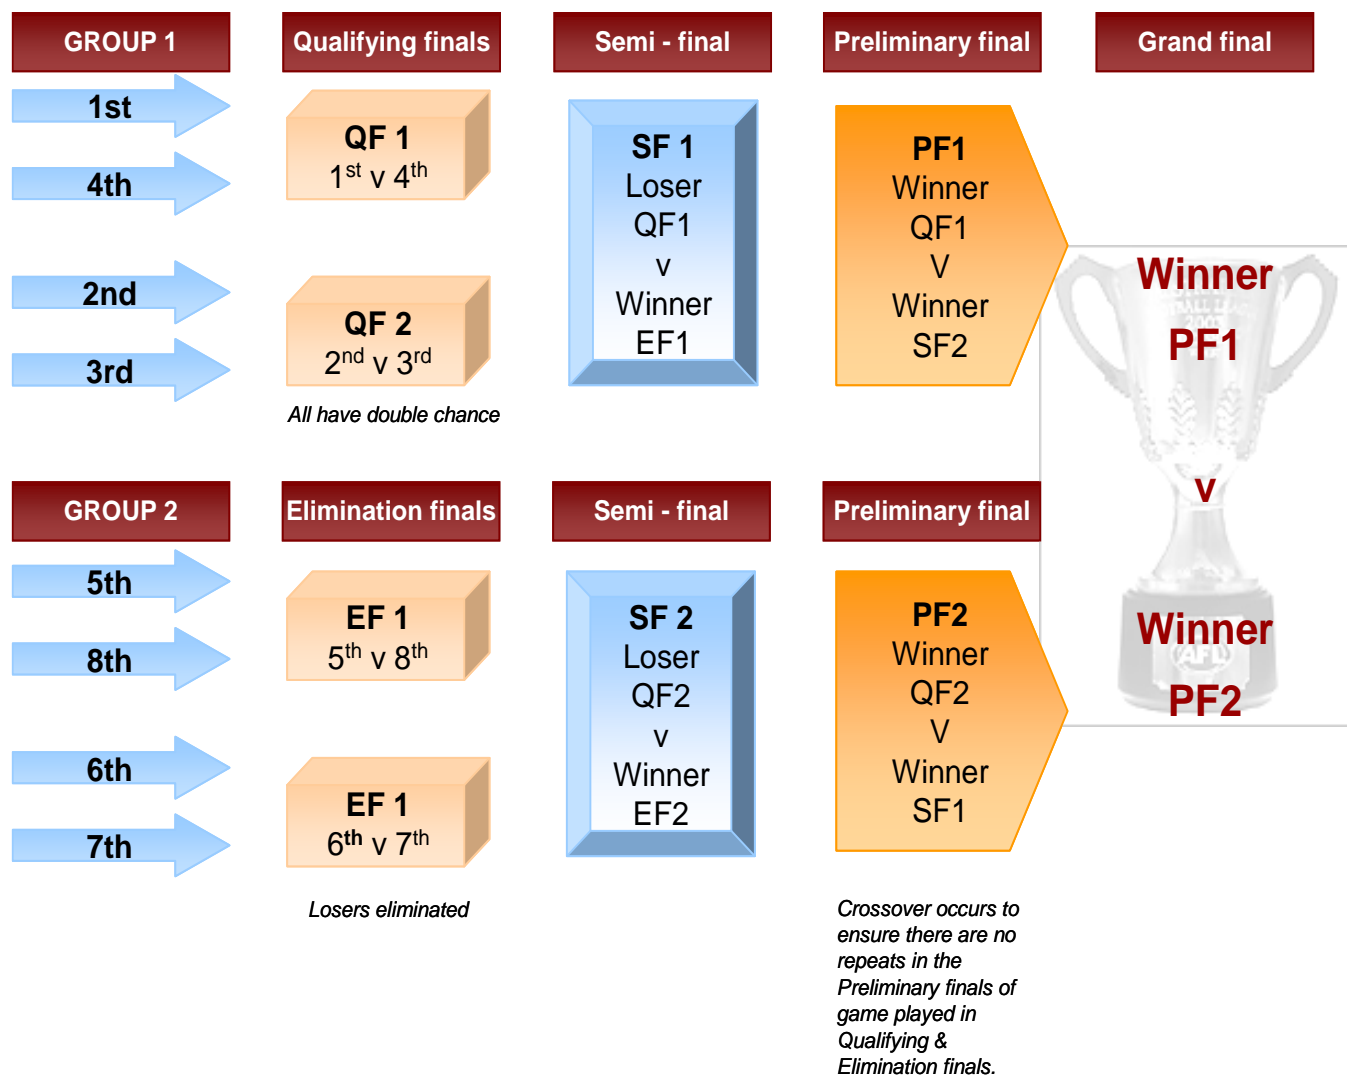 GROUP 1
Qualifying finals
Semi - final
Preliminary final
Grand final
1st
4th
2nd
3rd
QF 1
1st v 4th
QF 2
2nd v 3rd
All have double chance
SF 1
Loser
QF1
v
Winner
EF1
PF1
Winner
QF1
V
Winner
SF2
Winner
PF1
v
Winner
PF2
AFL
GROUP 2
Elimination finals
Semi - final
Preliminary final
5th
8th
6th
7th
EF 1
5th v 8th
EF 1
6th v 7th
Losers eliminated
SF 2
Loser
QF2
v
Winner
EF2
PF2
Winner
QF2
V
Winner
SF1
Crossover occurs to
ensure there are no
repeats in the
Preliminary finals of
game played in
Qualifying &
Elimination finals.